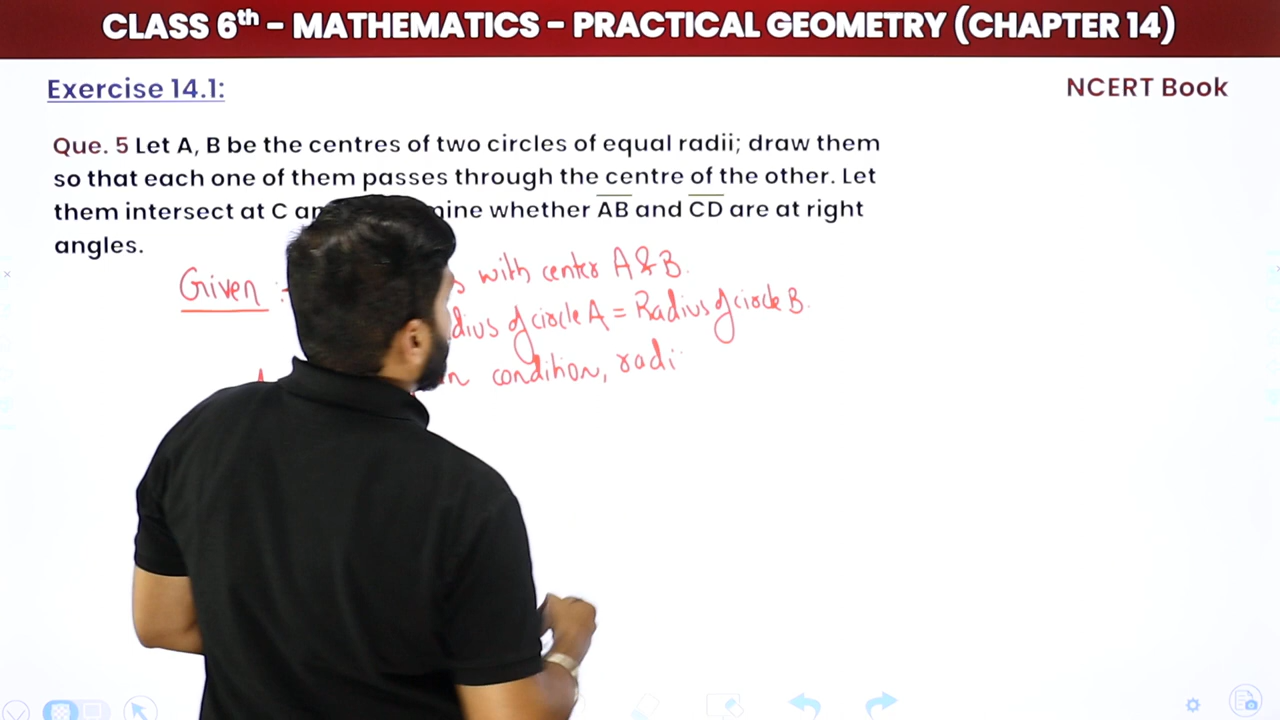 CLASS 6th - MATHEMATICS - PRACTICAL GEOMETRY (CHAPTER 14)
Exercise 14.1:
NCERT Book
Que. 5 Let A, B be the centres of two circles of equal radii; draw them
so that each one of them passes through the centre of the other. Let
them intersect at C mine whether AB and CD are at right
angles.
Given :- with center A & B.
dius of circle A = Radius of circle B.
condition, radi